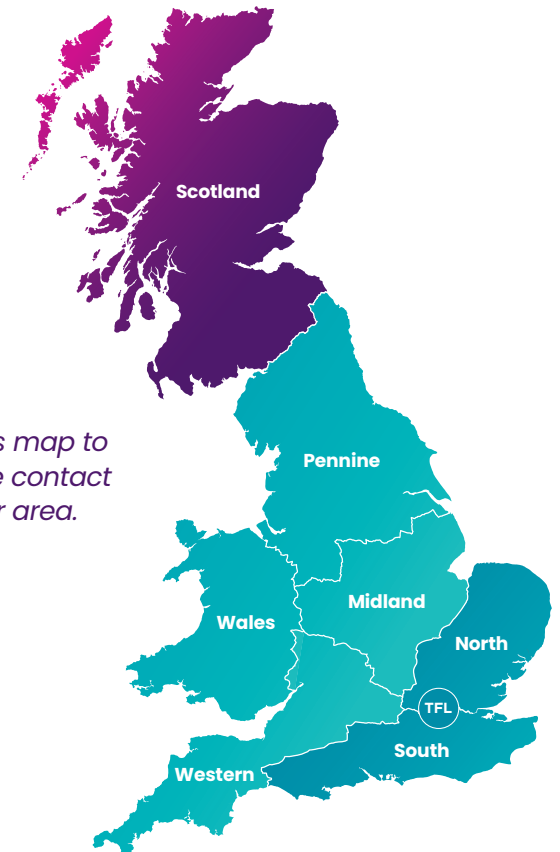 Scotland
s map to
e contact
r area.
Pennine
Midland
Wales
North
TFL
South
Western